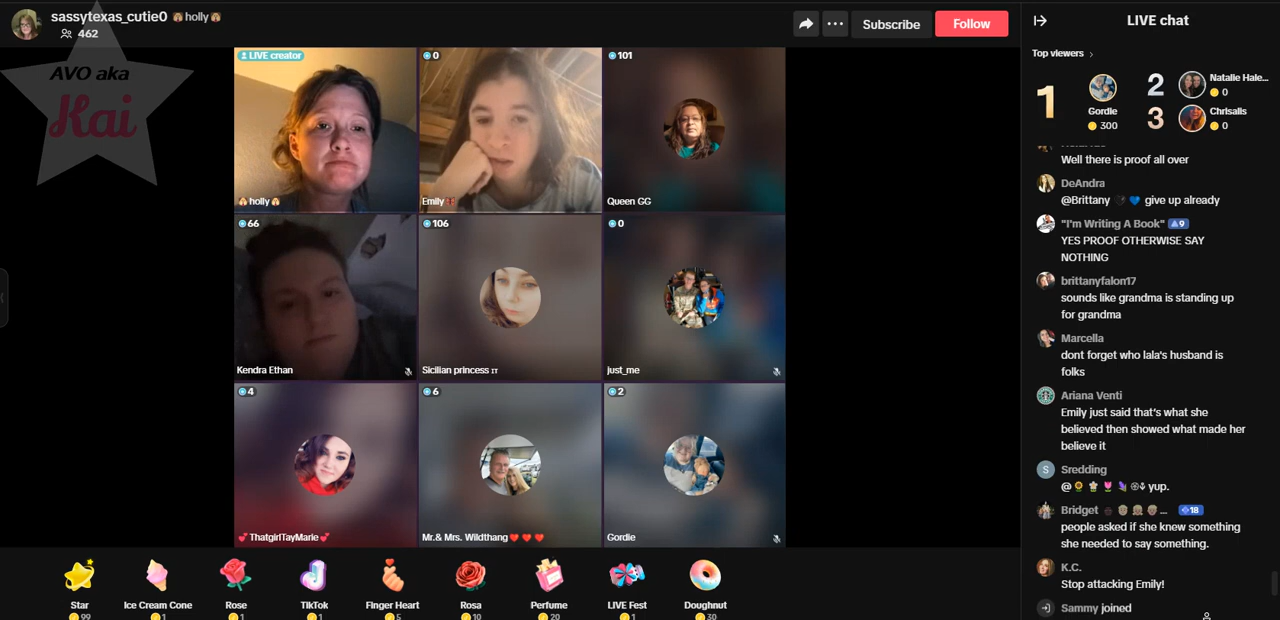 sassytexas_cutie0 🙈holly🙈
462
AVO aka
Kai
Subscribe
Follow
LIVE chat
Top viewers >
1
Gordie
300
2
Natalie Hale...
0
3
Chrisalis
0
LIVE creator
🙈holly🙈
0
Emily
101
Queen GG
66
Kendra Ethan
106
Sicilian princess IT
0
just_me
4
💕ThatgirlTayMarie💕
6
Mr.& Mrs. Wildthang❤️❤️❤️
2
Gordie
Well there is proof all over
DeAndra
@Brittany 🖤 💙 give up already
"I'm Writing A Book" 9
YES PROOF OTHERWISE SAY
NOTHING
brittanyfalon17
sounds like grandma is standing up
for grandma
Marcella
dont forget who lala's husband is
folks
Ariana Venti
Emily just said that's what she
believed then showed what made her
believe it
S
Sredding
@🌻 yup.
Bridget ... 18
people asked if she knew something
she needed to say something.
K.C.
Stop attacking Emily!
Sammy joined
Star
99
Ice Cream Cone
1
Rose
1
TikTok
1
Finger Heart
5
Rosa
10
Perfume
20
LIVE Fest
1
Doughnut
30